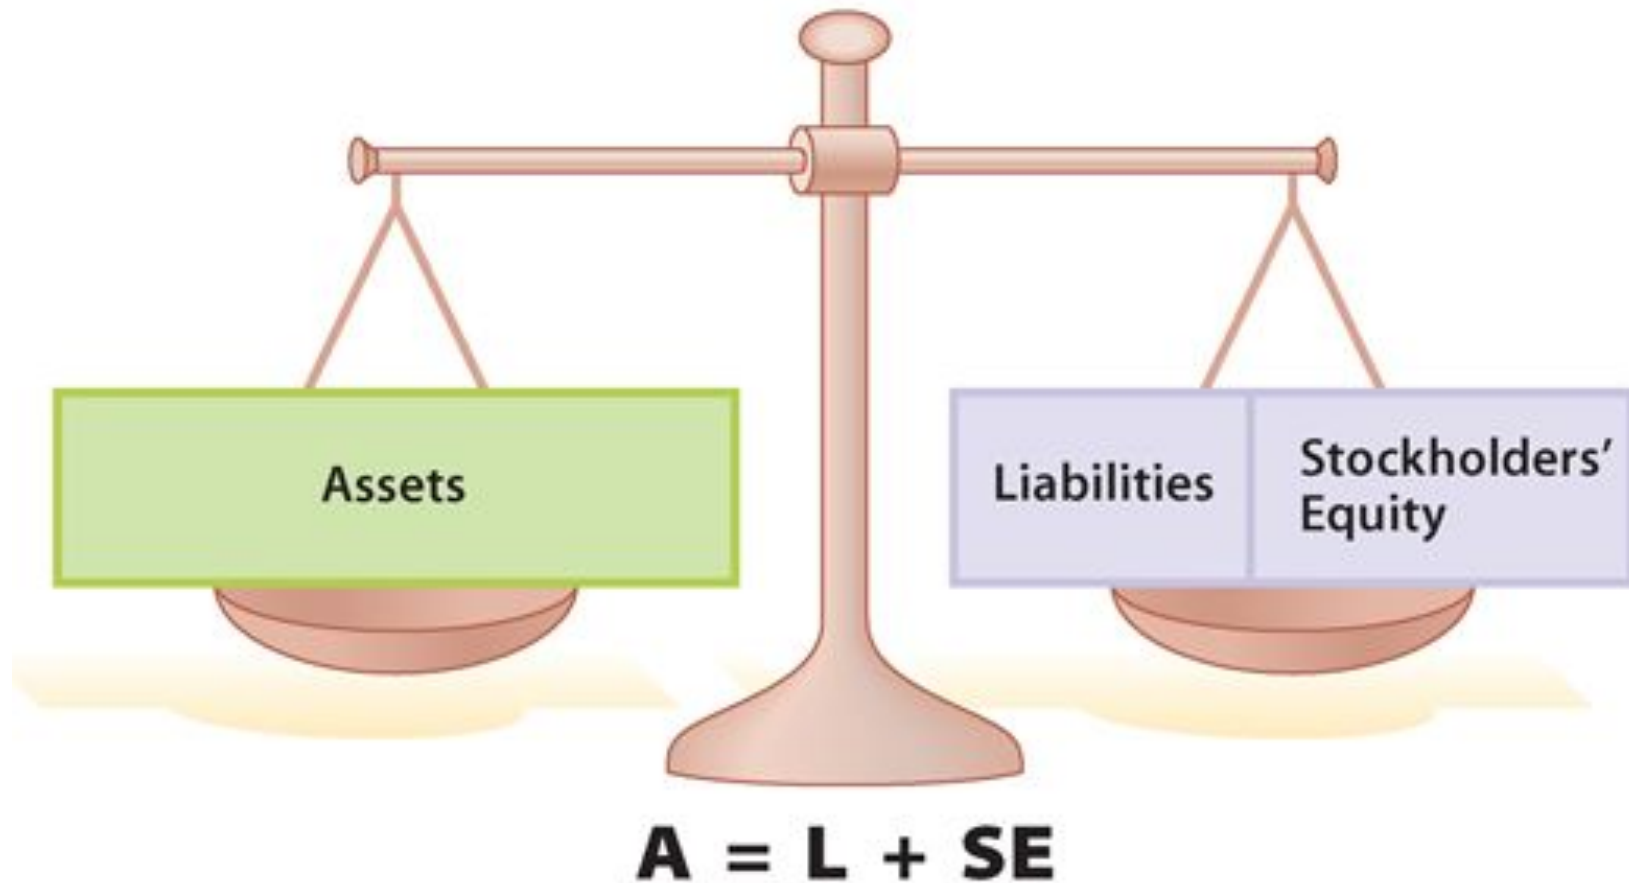 Assets
Liabilities
Stockholders’
Equity
A = L + SE